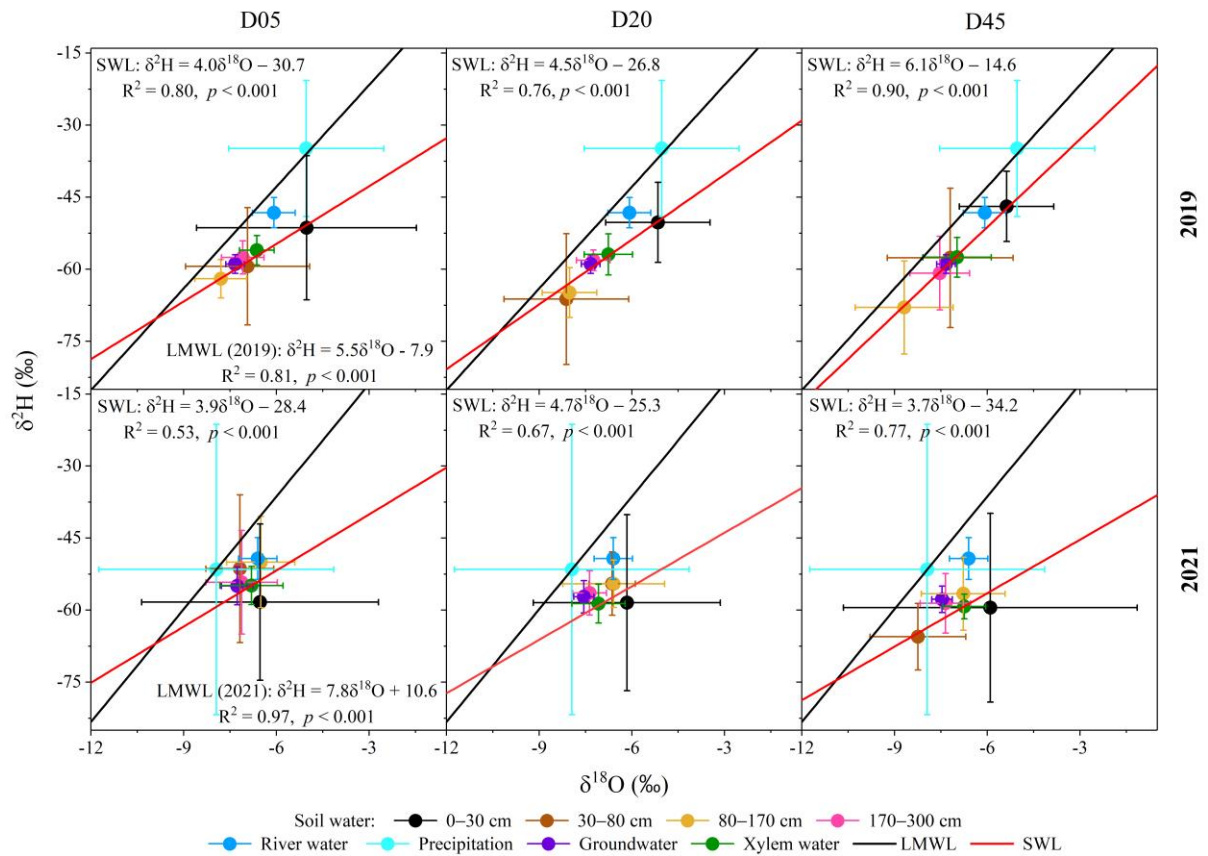 D05
D20
D45
-15
-30
-45
-60
-75
SWL: δ²H = 4.0δ¹⁸O − 30.7
R² = 0.80, p < 0.001
LMWL (2019): δ²H = 5.5δ¹⁸O - 7.9
R² = 0.81, p < 0.001
SWL: δ²H = 4.5δ¹⁸O − 26.8
R² = 0.76, p < 0.001
SWL: δ²H = 6.1δ¹⁸O − 14.6
R² = 0.90, p < 0.001
2019
δ²H (‰)
-15
-30
-45
-60
-75
SWL: δ²H = 3.9δ¹⁸O − 28.4
R² = 0.53, p < 0.001
LMWL (2021): δ²H = 7.8δ¹⁸O + 10.6
R² = 0.97, p < 0.001
SWL: δ²H = 4.7δ¹⁸O − 25.3
R² = 0.67, p < 0.001
SWL: δ²H = 3.7δ¹⁸O − 34.2
R² = 0.77, p < 0.001
2021
-12 -9 -6 -3 -12 -9 -6 -3 -12 -9 -6 -3
δ¹⁸O (‰)
Soil water: 0–30 cm 30–80 cm 80–170 cm 170–300 cm
River water Precipitation Groundwater Xylem water LMWL SWL